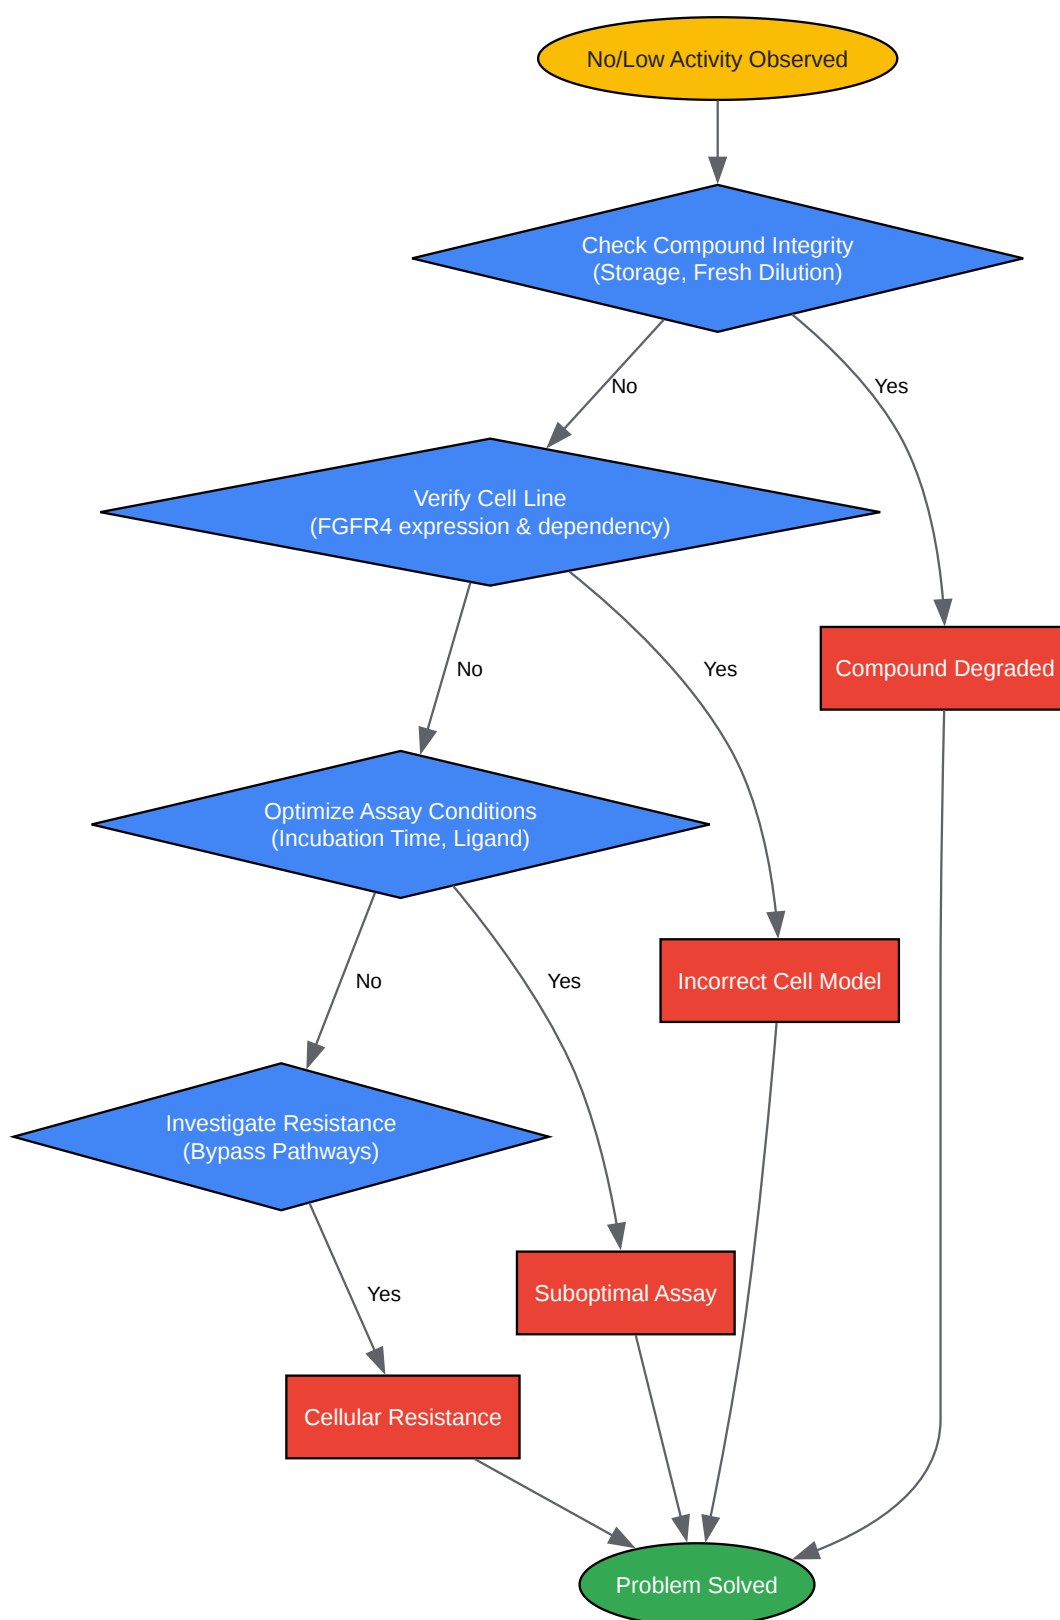 No/Low Activity Observed
Check Compound Integrity
(Storage, Fresh Dilution)
No
Yes
Verify Cell Line
(FGFR4 expression & dependency)
No
Yes
Compound Degraded
Optimize Assay Conditions
(Incubation Time, Ligand)
No
Yes
Incorrect Cell Model
Investigate Resistance
(Bypass Pathways)
Yes
Suboptimal Assay
Cellular Resistance
Problem Solved